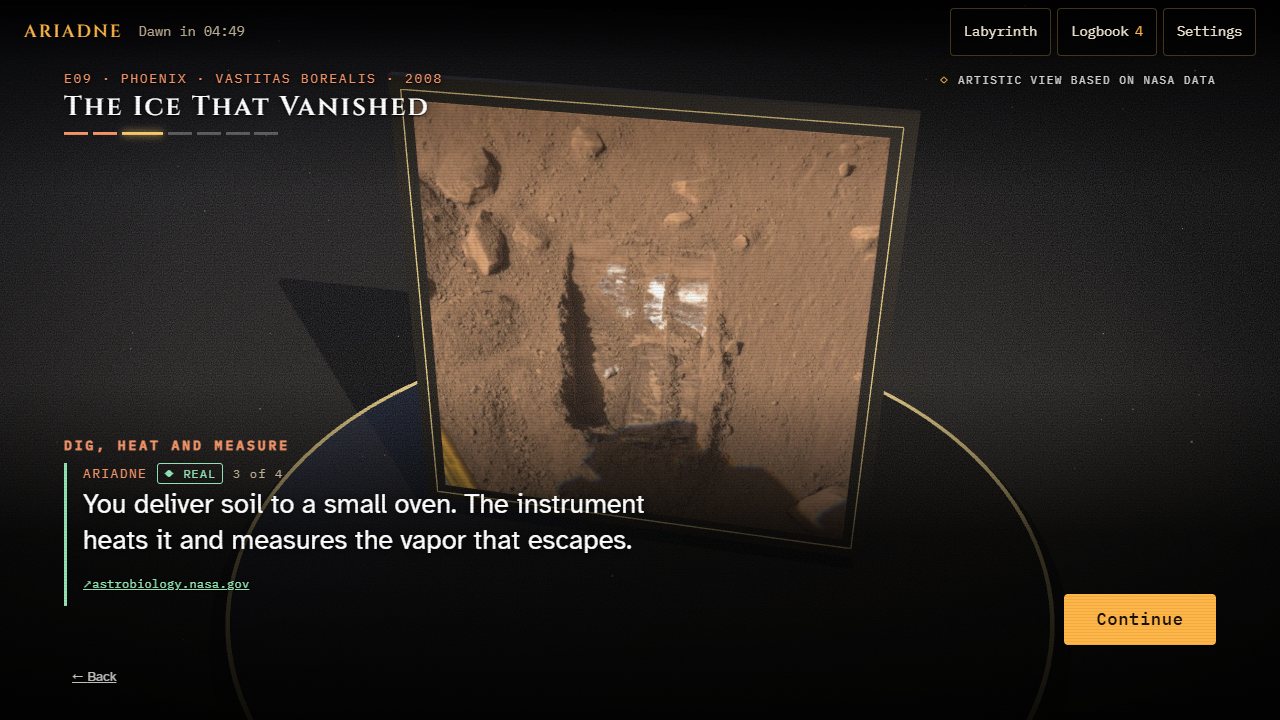 ARIADNE Dawn in 04:49 Labyrinth Logbook 4 Settings
E09 · PHOENIX · VASTITAS BOREALIS · 2008
◇ ARTISTIC VIEW BASED ON NASA DATA
The Ice That Vanished
DIG, HEAT AND MEASURE
ARIADNE ◆ REAL 3 of 4
You deliver soil to a small oven. The instrument
heats it and measures the vapor that escapes.
↗astrobiology.nasa.gov
Continue
← Back